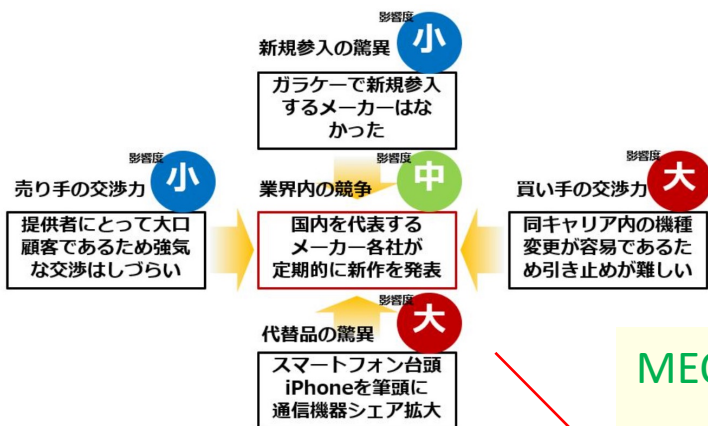 影響度
小
新規参入の驚異
ガラケーで新規参入
するメーカーはな
かった
影響度
小
売り手の交渉力
提供者にとって大口
顧客であるため強気
な交渉はしづらい
影響度
中
業界内の競争
国内を代表する
メーカー各社が
定期的に新作を発表
影響度
大
買い手の交渉力
同キャリア内の機種
変更が容易であるた
め引き止めが難しい
影響度
大
代替品の驚異
スマートフォン台頭
iPhoneを筆頭に
通信機器シェア拡大